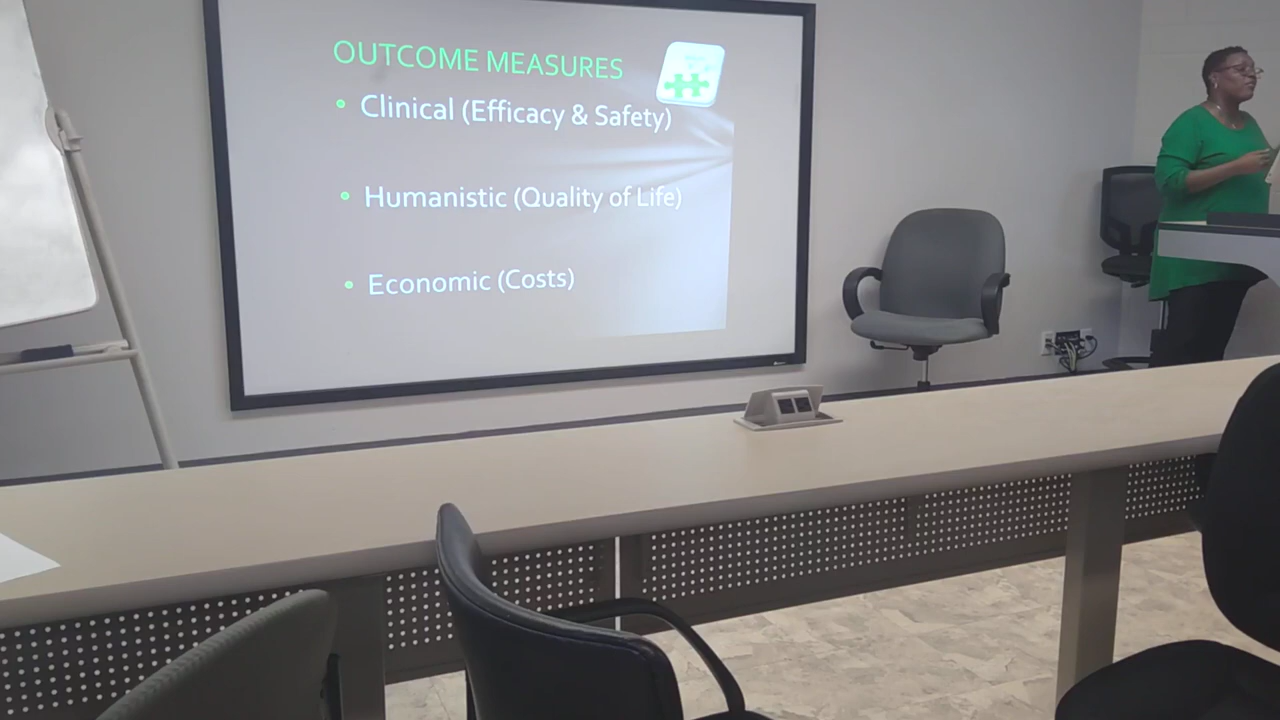 OUTCOME MEASURES
• Clinical (Efficacy & Safety)
• Humanistic (Quality of Life)
• Economic (Costs)